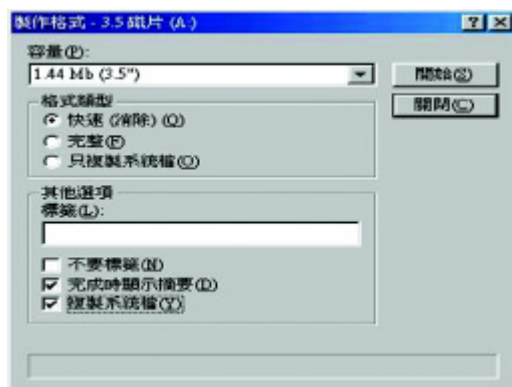 製作格式 - 3.5 磁片 (A:)
容量(P):
1.44 Mb (3.5")
開始(S)
關閉(C)
格式類型
快速 (消除) (Q)
完整(F)
只複製系統檔(O)
其他選項
標籤(L):
不要標籤(N)
完成時顯示摘要(D)
複製系統檔(Y)